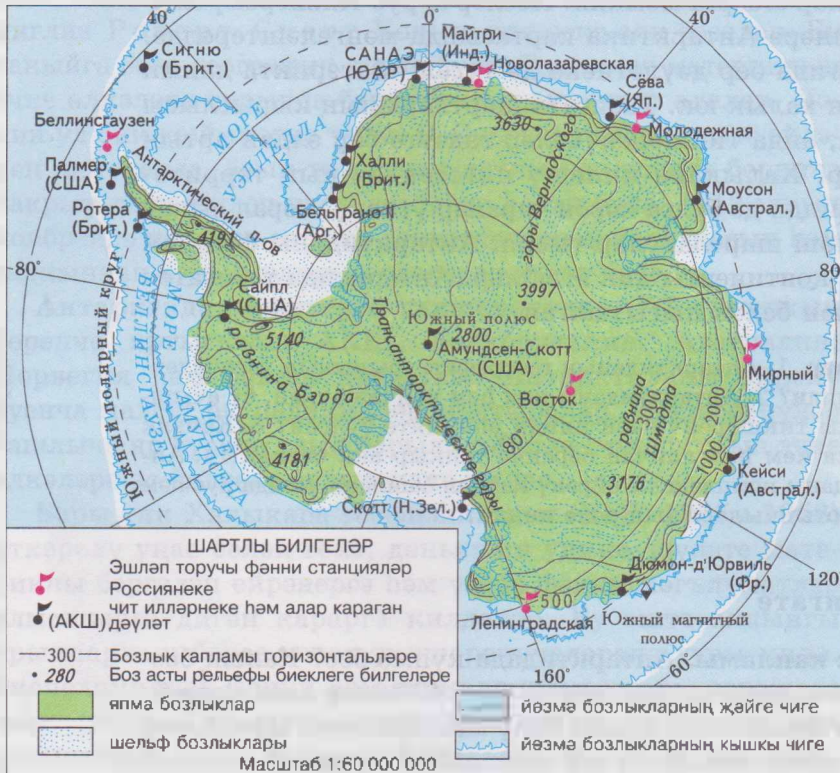 40°
0
40°
Сигню
(Брит.)
САНАЭ
(ЮАР)
Майтри
(Инд.)
Новолазаревская
Сёва
(Яп.)
Молодежная
Беллинсгаузен
МОРЕ
УЭДДЕЛЛА
3630
Палмер
(США)
Антарктический п-ов
Халли
(Брит.)
горы Вернадского
Моусон
(Австрал.)
Ротера
(Брит.)
4191
Бельграно II
(Арг.)
80°
80
Южный полярный круг
МОРЕ
БЕЛЛИНСГАУЗЕНА
Сайпл
(США)
3997
Южный полюс
2800
Амундсен-Скотт
(США)
Трансантарктические горы
5140
равнина Бэрда
Мирный
Восток
МОРЕ
АМУНДСЕНА
80°
равнина
Шмидта
3000
2000
1000
4181
3176
Кейси
(Австрал.)
Скотт (Н.Зел.)
Дюмон-д'Юрвиль
(Фр.)
120
500
Ленинградская
Южный магнитный
полюс
160°
60°
ШАРТЛЫ БИЛГЕЛӘР
Эшләп торучы фәнни станцияләр
Россиянеке
чит илләрнеке һәм алар караган
(АКШ) дәүләт
300 Бозлык катламы горизонтальләре
280 Боз асты рельефы биеклеге билгеләре
япма бозлыклар
шельф бозлыклары
йөзмә бозлыкларның җәйге чиге
йөзмә бозлыкларның кышкы чиге
Масштаб 1:60 000 000